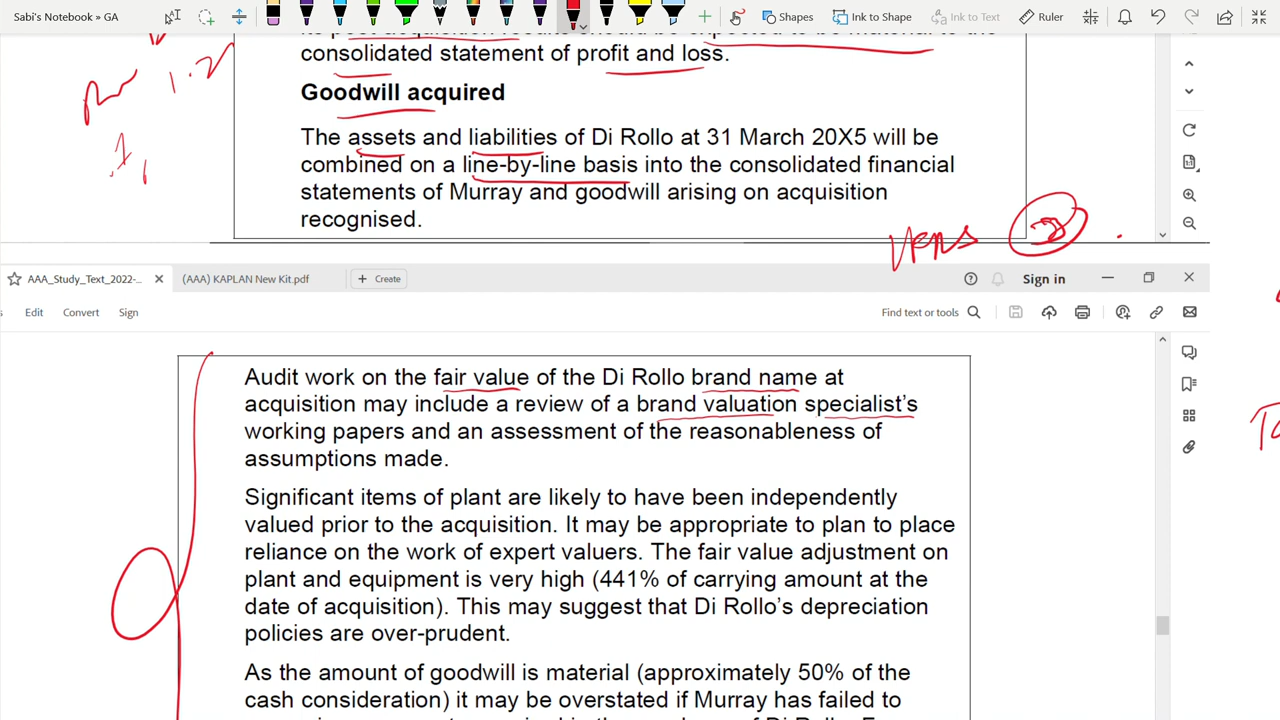 Sabi's Notebook » GA
Shapes
Ink to Shape
Ink to Text
Ruler
Math
consolidated statement of profit and loss.
Goodwill acquired
The assets and liabilities of Di Rollo at 31 March 20X5 will be
combined on a line-by-line basis into the consolidated financial
statements of Murray and goodwill arising on acquisition
recognised.
AAA_Study_Text_2022-...
(AAA) KAPLAN New Kit.pdf
Create
Sign in
Edit
Convert
Sign
Find text or tools
Audit work on the fair value of the Di Rollo brand name at
acquisition may include a review of a brand valuation specialist's
working papers and an assessment of the reasonableness of
assumptions made.
Significant items of plant are likely to have been independently
valued prior to the acquisition. It may be appropriate to plan to place
reliance on the work of expert valuers. The fair value adjustment on
plant and equipment is very high (441% of carrying amount at the
date of acquisition). This may suggest that Di Rollo's depreciation
policies are over-prudent.
As the amount of goodwill is material (approximately 50% of the
cash consideration) it may be overstated if Murray has failed to